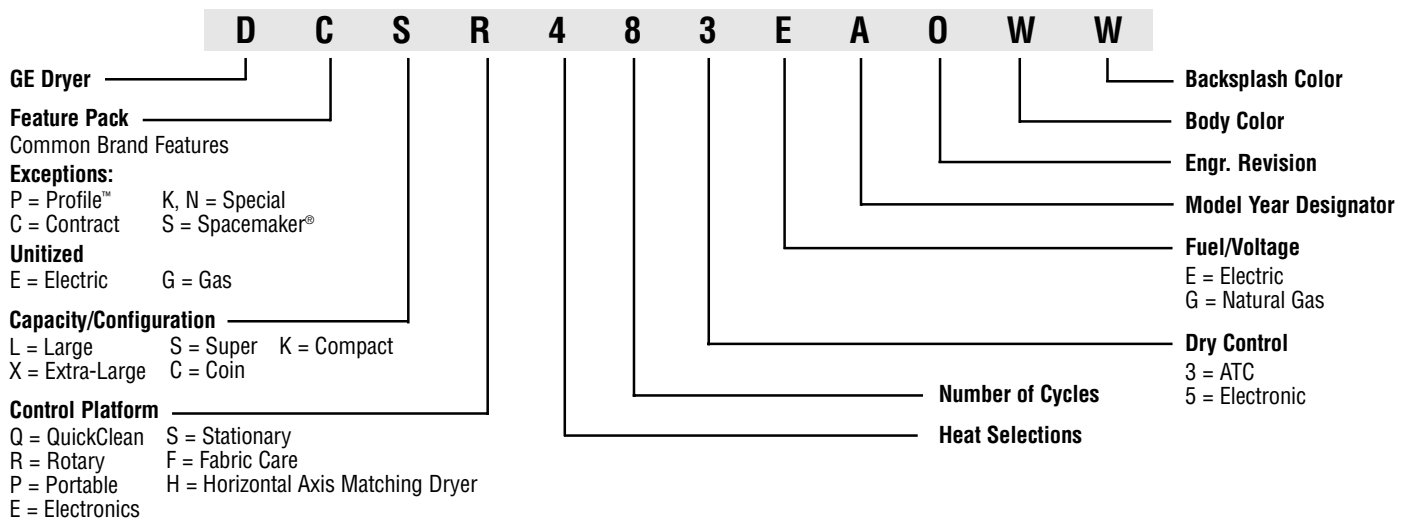 D C S R 4 8 3 E A 0 W W
GE Dryer
Feature Pack
Common Brand Features
Exceptions:
P = Profile™ K, N = Special
C = Contract S = Spacemaker®
Unitized
E = Electric G = Gas
Capacity/Configuration
L = Large S = Super K = Compact
X = Extra-Large C = Coin
Control Platform
Q = QuickClean S = Stationary
R = Rotary F = Fabric Care
P = Portable H = Horizontal Axis Matching Dryer
E = Electronics
Number of Cycles
Heat Selections
Backsplash Color
Body Color
Engr. Revision
Model Year Designator
Fuel/Voltage
E = Electric
G = Natural Gas
Dry Control
3 = ATC
5 = Electronic